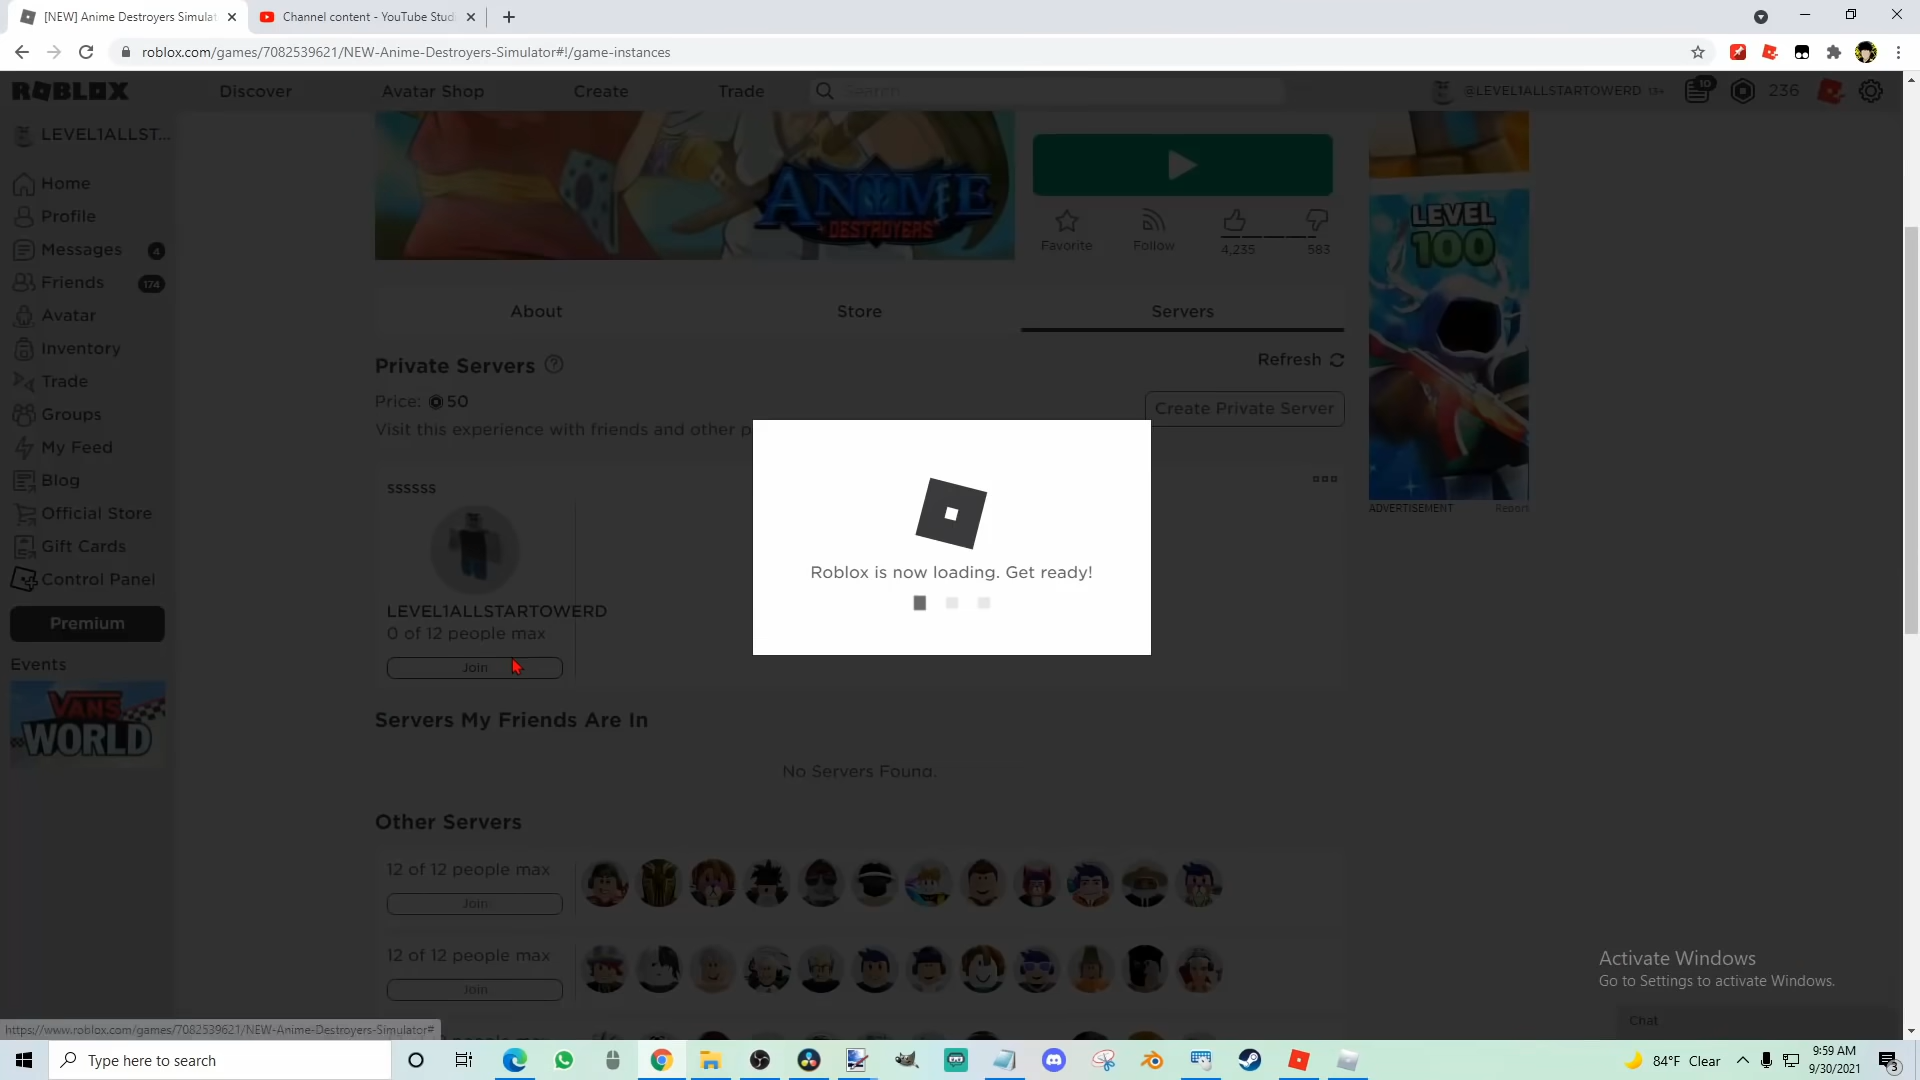 [NEW] Anime Destroyers Simulat
Channel content - YouTube Stud
roblox.com/games/7082539621/NEW-Anime-Destroyers-Simulator#!/game-instances
ROBLOX
Discover
Avatar Shop
Create
Trade
Search
@LEVEL1ALLSTARTOWERD 13+
10
236
LEVEL1ALLST...
Home
Profile
Messages 4
Friends 174
Avatar
Inventory
Trade
Groups
My Feed
Blog
Official Store
Gift Cards
Control Panel
Premium
Events
VANS
WORLD
ANIME
DESTROYERS
Favorite
Follow
4,235
583
About
Store
Servers
Private Servers
Refresh
Price: 50
Create Private Server
Visit this experience with friends and other p
ssssss
LEVEL1ALLSTARTOWERD
0 of 12 people max
Join
Roblox is now loading. Get ready!
LEVEL
100
ADVERTISEMENT
Report
Servers My Friends Are In
No Servers Found.
Other Servers
12 of 12 people max
Join
12 of 12 people max
Join
Activate Windows
Go to Settings to activate Windows.
Chat
https://www.roblox.com/games/7082539621/NEW-Anime-Destroyers-Simulator#
Type here to search
84°F Clear
9:59 AM
9/30/2021
3